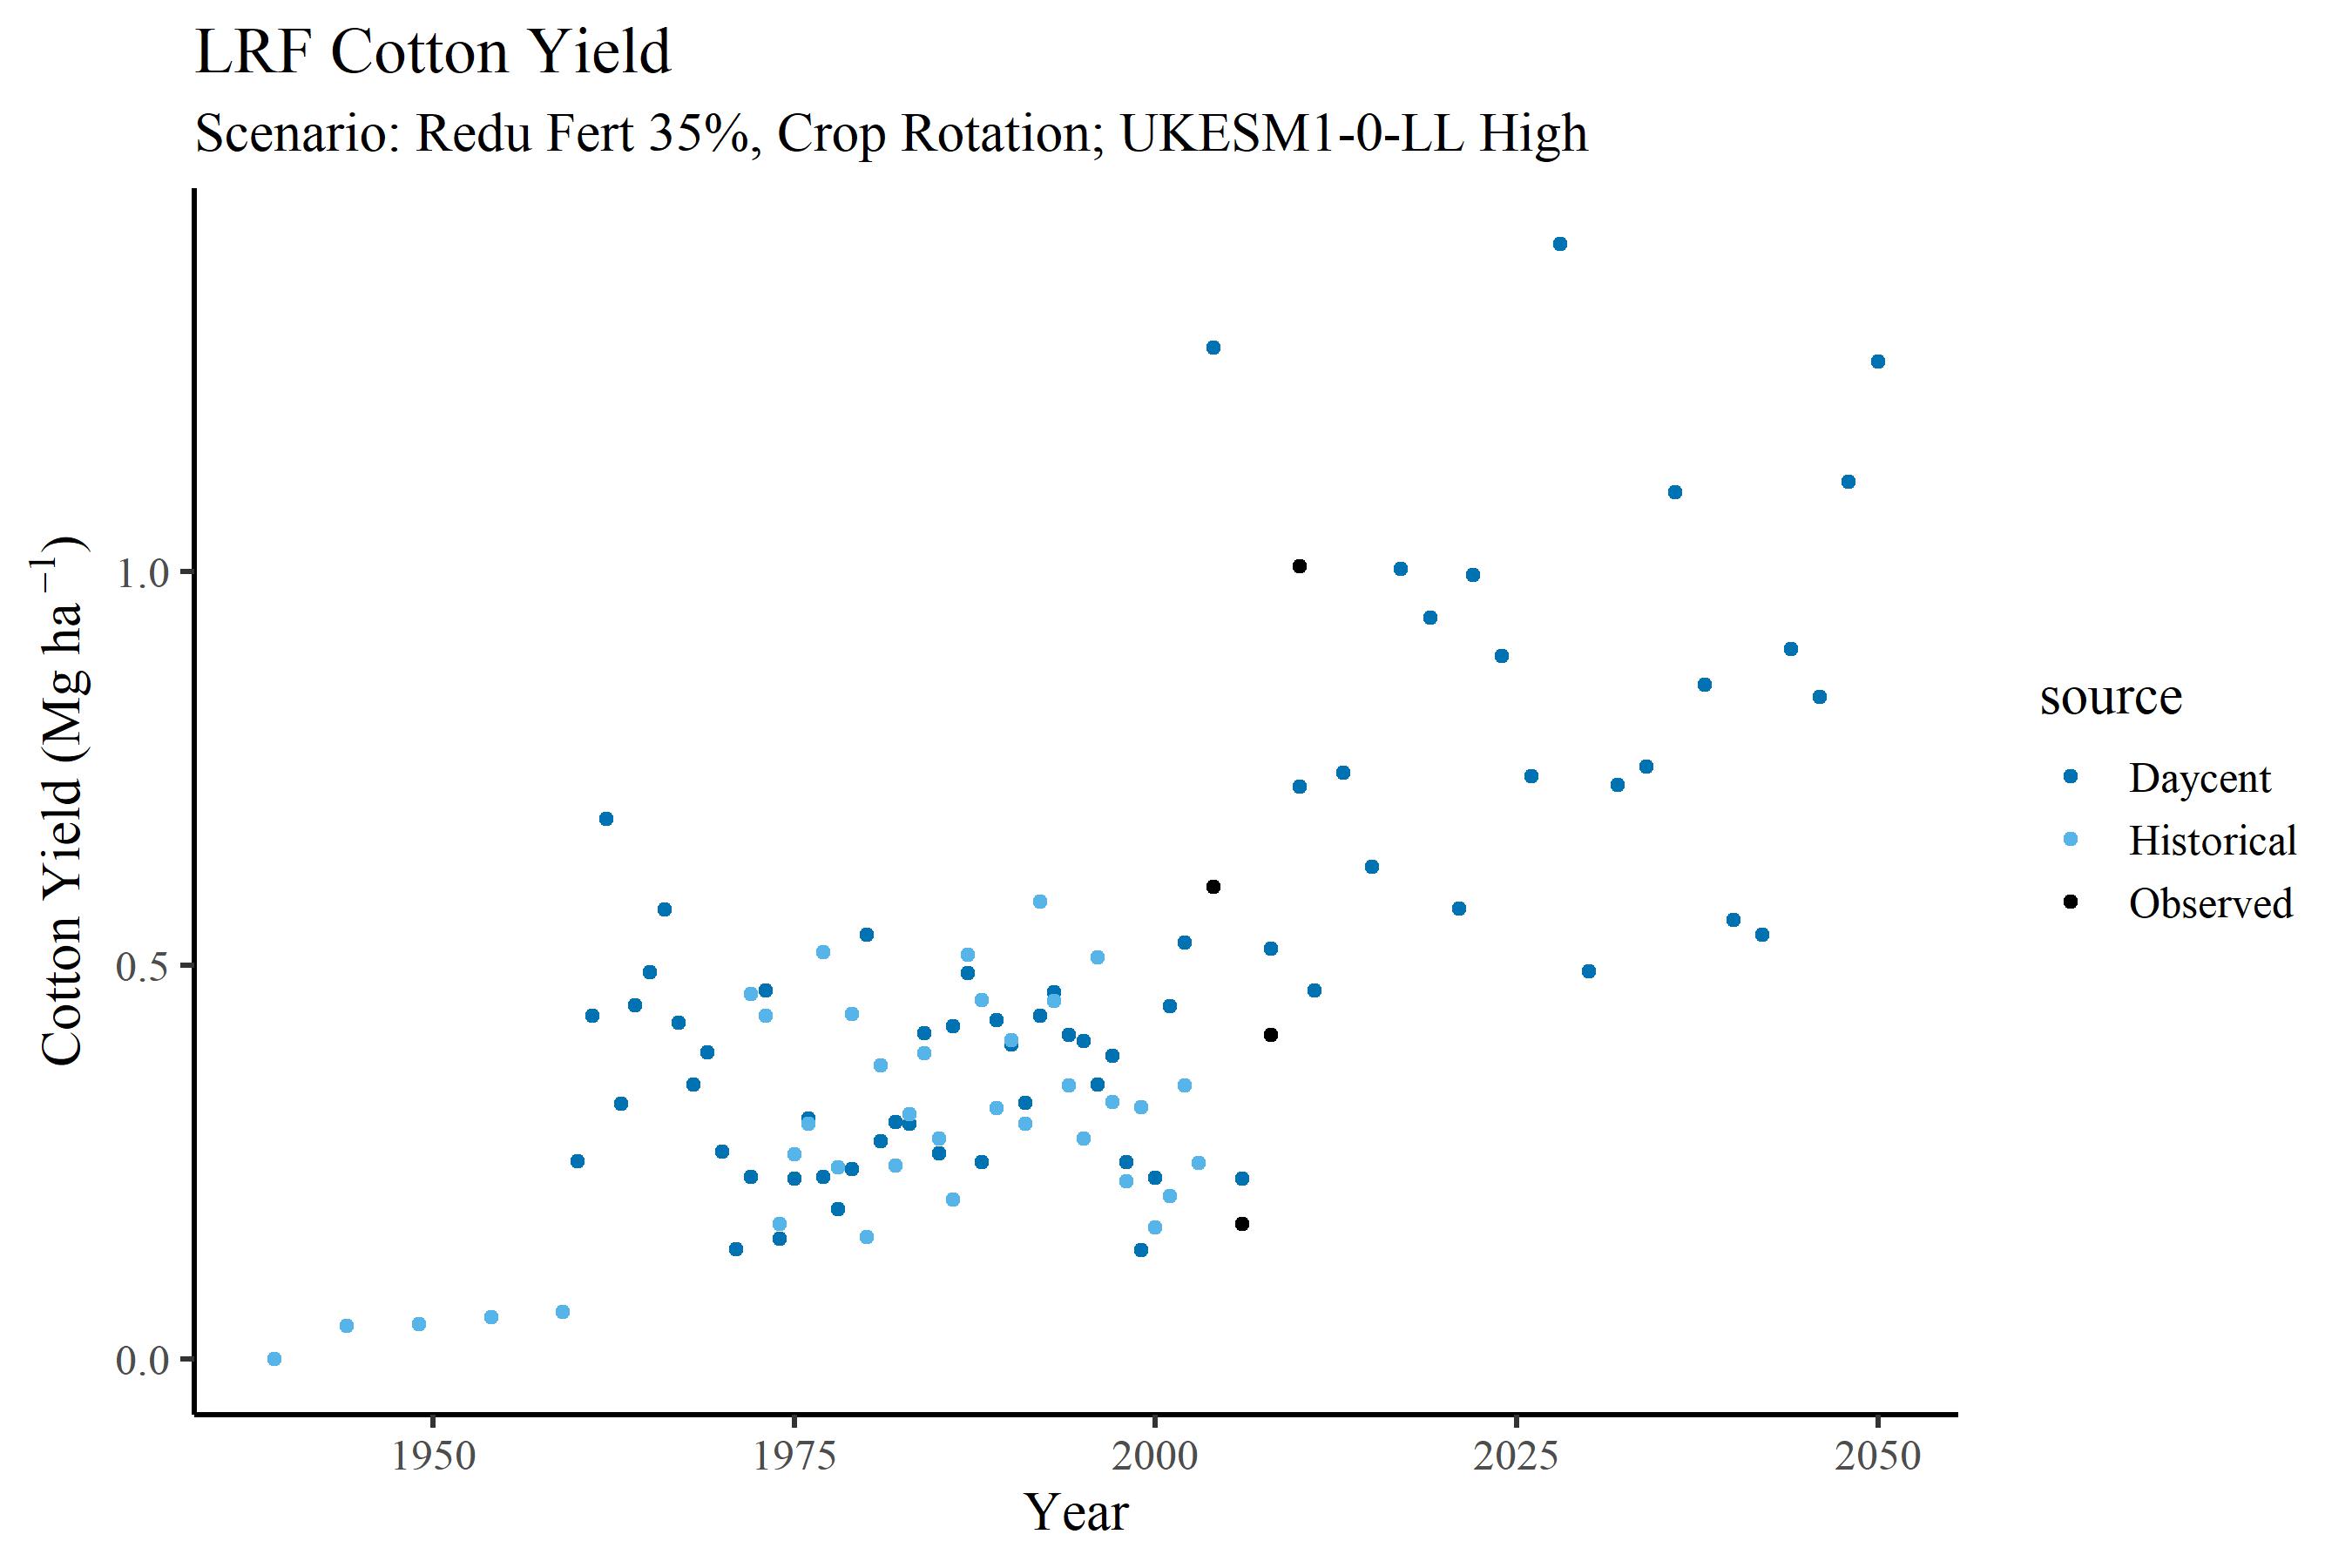 LRF Cotton Yield
Scenario: Redu Fert 35%, Crop Rotation; UKESM1-0-LL High
Cotton Yield (Mg ha −1)
1.0
0.5
0.0
1950 1975 2000 2025 2050
Year
source
Daycent
Historical
Observed